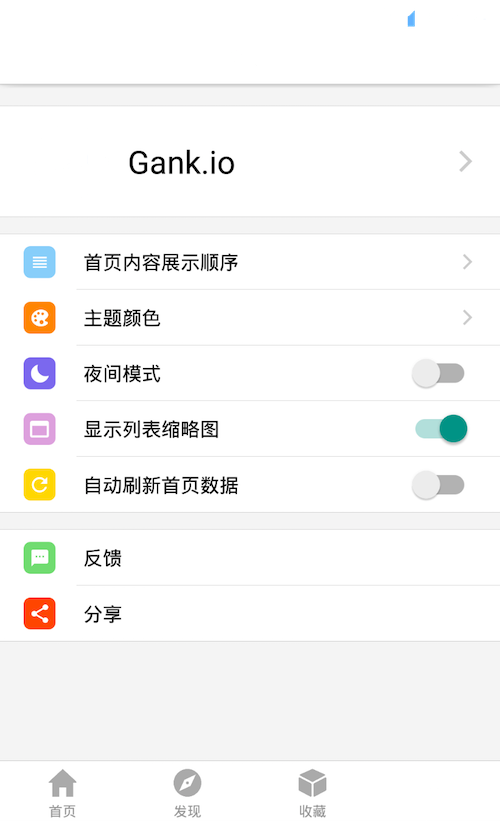 Gank.io
首页内容展示顺序
主题颜色
夜间模式
显示列表缩略图
自动刷新首页数据
反馈
分享
首页
发现
收藏